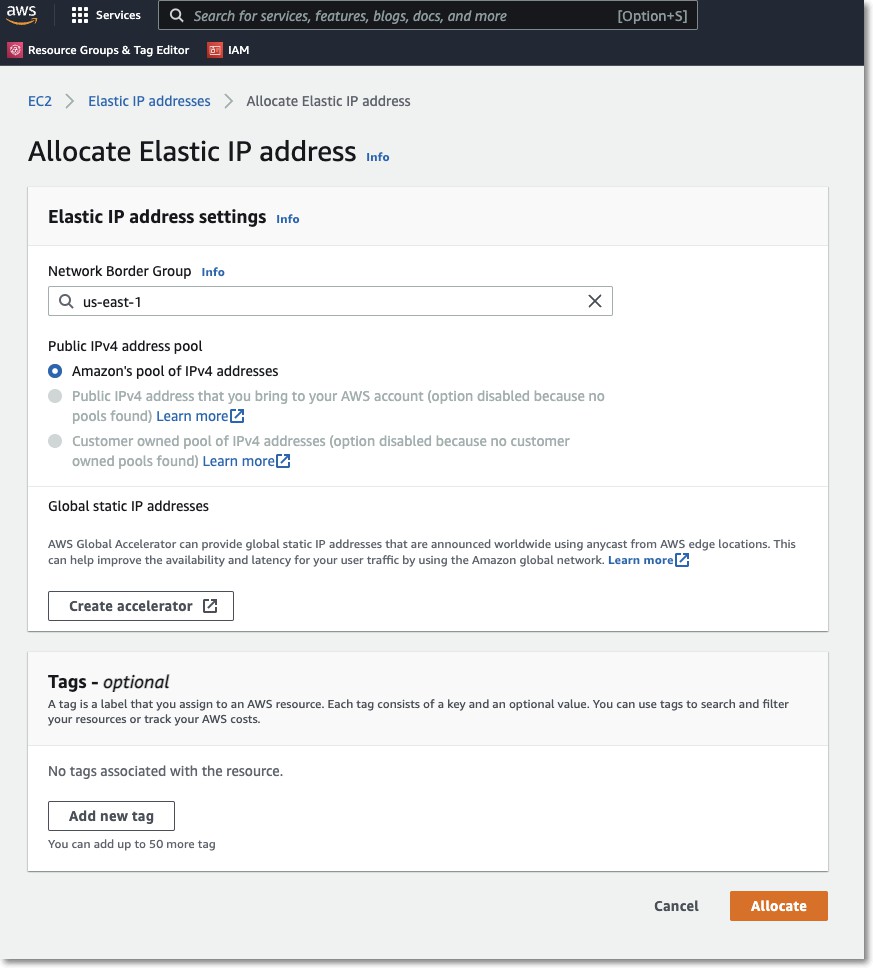 aws
Services
Search for services, features, blogs, docs, and more
[Option+S]
Resource Groups & Tag Editor
IAM
EC2
Elastic IP addresses
Allocate Elastic IP address
Allocate Elastic IP address Info
Elastic IP address settings Info
Network Border Group Info
us-east-1
Public IPv4 address pool
Amazon's pool of IPv4 addresses
Public IPv4 address that you bring to your AWS account (option disabled because no
pools found) Learn more
Customer owned pool of IPv4 addresses (option disabled because no customer
owned pools found) Learn more
Global static IP addresses
AWS Global Accelerator can provide global static IP addresses that are announced worldwide using anycast from AWS edge locations. This
can help improve the availability and latency for your user traffic by using the Amazon global network. Learn more
Create accelerator
Tags - optional
A tag is a label that you assign to an AWS resource. Each tag consists of a key and an optional value. You can use tags to search and filter
your resources or track your AWS costs.
No tags associated with the resource.
Add new tag
You can add up to 50 more tag
Cancel
Allocate